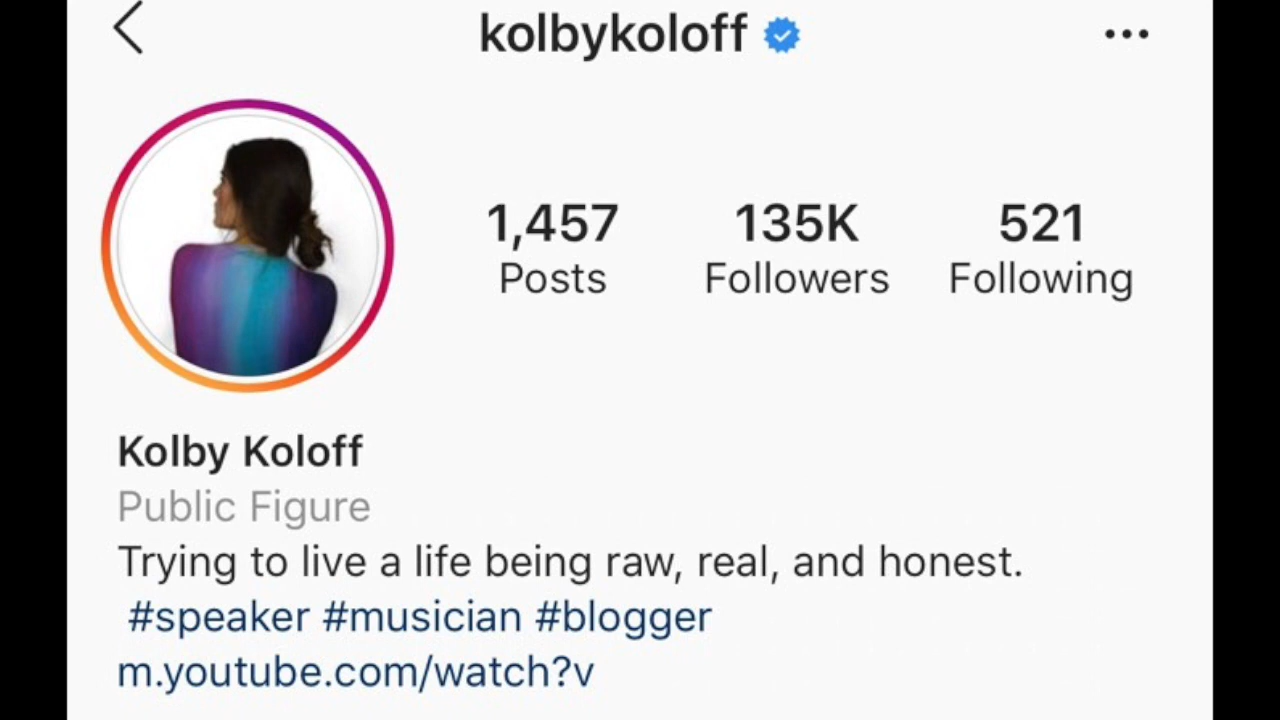 kolbykoloff
1,457 135K 521
Posts Followers Following
Kolby Koloff
Public Figure
Trying to live a life being raw, real, and honest.
#speaker #musician #blogger
m.youtube.com/watch?v